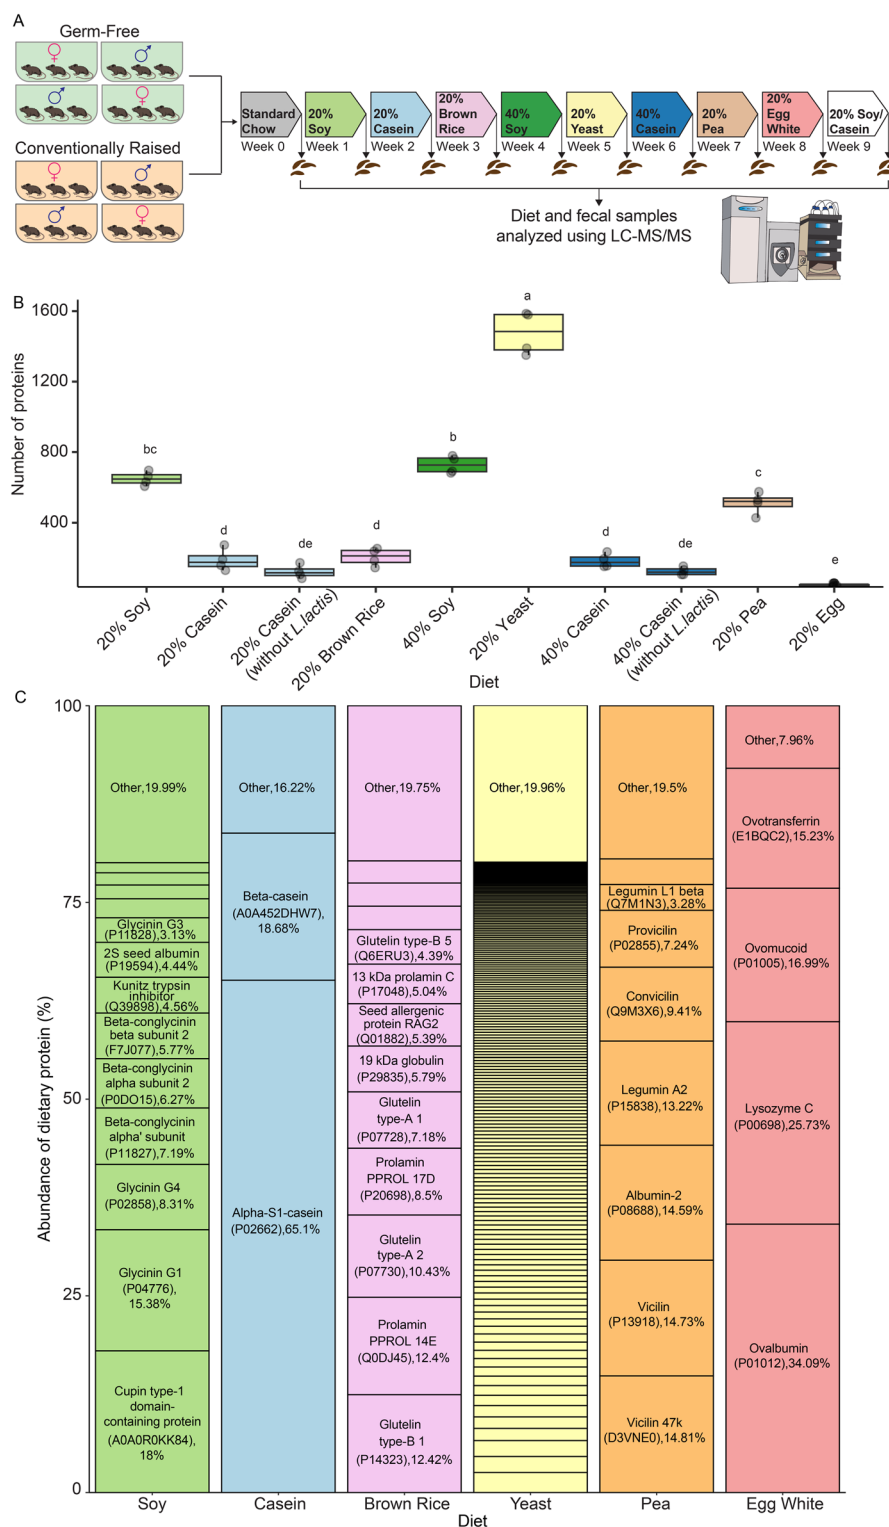 A
Germ-Free
Conventionally Raised
Standard
Chow
20%
Soy
20%
Casein
20%
Brown
Rice
40%
Soy
20%
Yeast
40%
Casein
20%
Pea
20%
Egg
White
20% Soy/
Casein
Week 0
Week 1
Week 2
Week 3
Week 4
Week 5
Week 6
Week 7
Week 8
Week 9
Diet and fecal samples
analyzed using LC-MS/MS
B
Number of proteins
1600
1200
800
400
bc
d
de
d
b
a
d
de
c
e
20% Soy
20% Casein
20% Casein
(without L.lactis)
20% Brown Rice
40% Soy
20% Yeast
40% Casein
40% Casein
(without L.lactis)
20% Pea
20% Egg
Diet
C
Abundance of dietary protein (%)
100
75
50
25
0
Other,19.99%
Glycinin G3
(P11828),3.13%
2S seed albumin
(P19594),4.44%
Kunitz trypsin
inhibitor
(Q39898),4.56%
Beta-conglycinin
beta subunit 2
(F7J077),5.77%
Beta-conglycinin
alpha subunit 2
(P0DO15),6.27%
Beta-conglycinin
alpha' subunit
(P11827),7.19%
Glycinin G4
(P02858),8.31%
Glycinin G1
(P04776),
15.38%
Cupin type-1
domain-
containing protein
(A0A0R0KK84),
18%
Other,16.22%
Beta-casein
(A0A452DHW7),
18.68%
Alpha-S1-casein
(P02662),65.1%
Other,19.75%
Glutelin type-B 5
(Q6ERU3),4.39%
13 kDa prolamin C
(P17048),5.04%
Seed allergenic
protein RAG2
(Q01882),5.39%
19 kDa globulin
(P29835),5.79%
Glutelin
type-A 1
(P07728),7.18%
Prolamin
PPROL 17D
(P20698),8.5%
Glutelin
type-A 2
(P07730),10.43%
Prolamin
PPROL 14E
(Q0DJ45),12.4%
Glutelin
type-B 1
(P14323),12.42%
Other,19.96%
Other,19.5%
Legumin L1 beta
(Q7M1N3),3.28%
Provicilin
(P02855),7.24%
Convicilin
(Q9M3X6),9.41%
Legumin A2
(P15838),13.22%
Albumin-2
(P08688),14.59%
Vicilin
(P13918),14.73%
Vicilin 47k
(D3VNE0),14.81%
Other,7.96%
Ovotransferrin
(E1BQC2),15.23%
Ovomucoid
(P01005),16.99%
Lysozyme C
(P00698),25.73%
Ovalbumin
(P01012),34.09%
Soy
Casein
Brown Rice
Yeast
Pea
Egg White
Diet